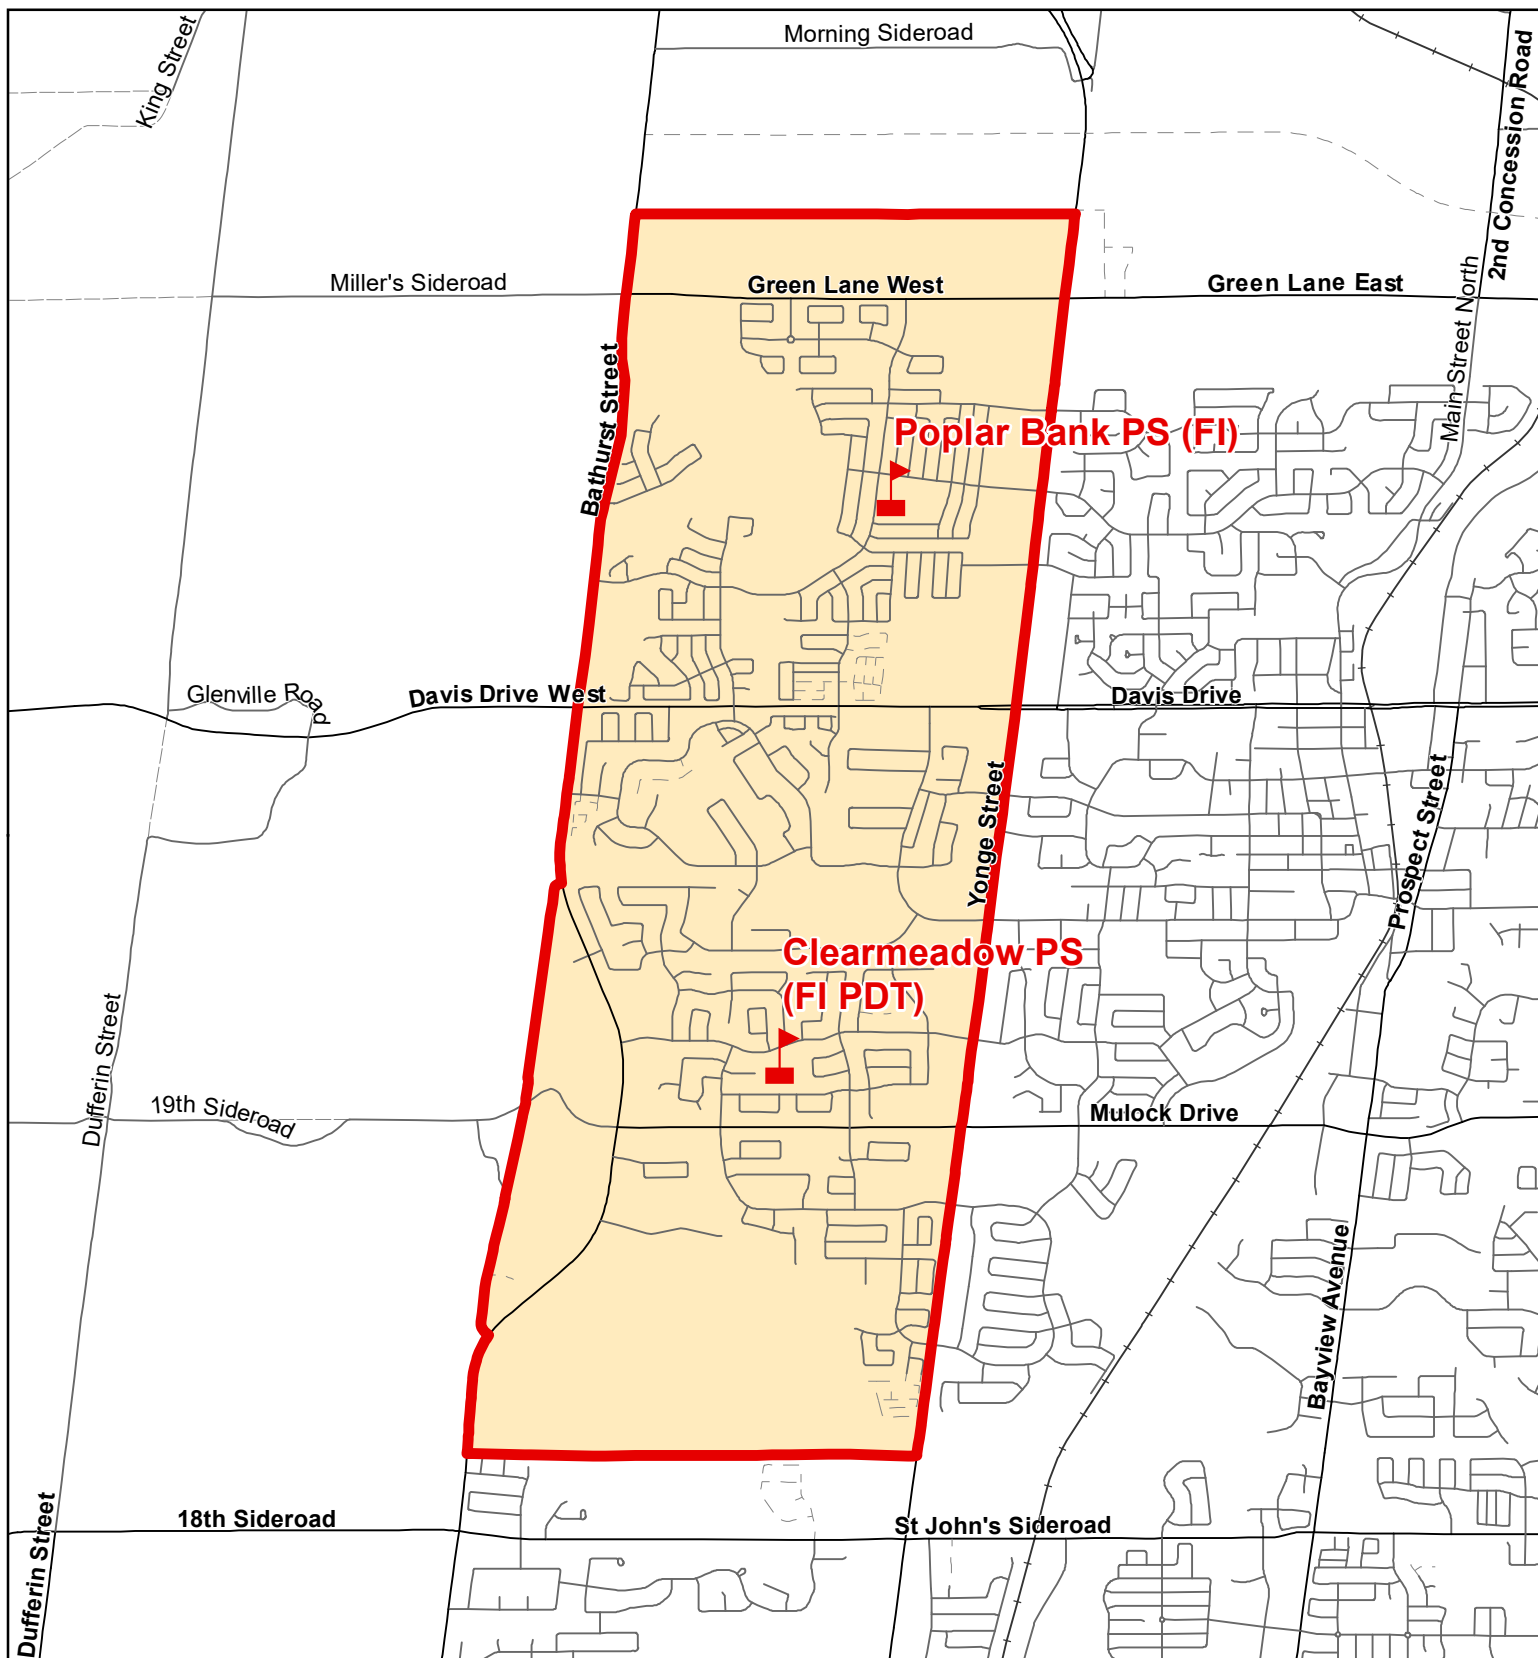 Morning Sideroad
King Street
2nd Concession Road
Miller's Sideroad
Green Lane West
Green Lane East
Main Street North
Bathurst Street
Poplar Bank PS (FI)
Glenville Road
Davis Drive West
Davis Drive
Yonge Street
Prospect Street
Clearmeadow PS
(FI PDT)
Dufferin Street
19th Sideroad
Mulock Drive
Bayview Avenue
18th Sideroad
St John's Sideroad
Dufferin Street